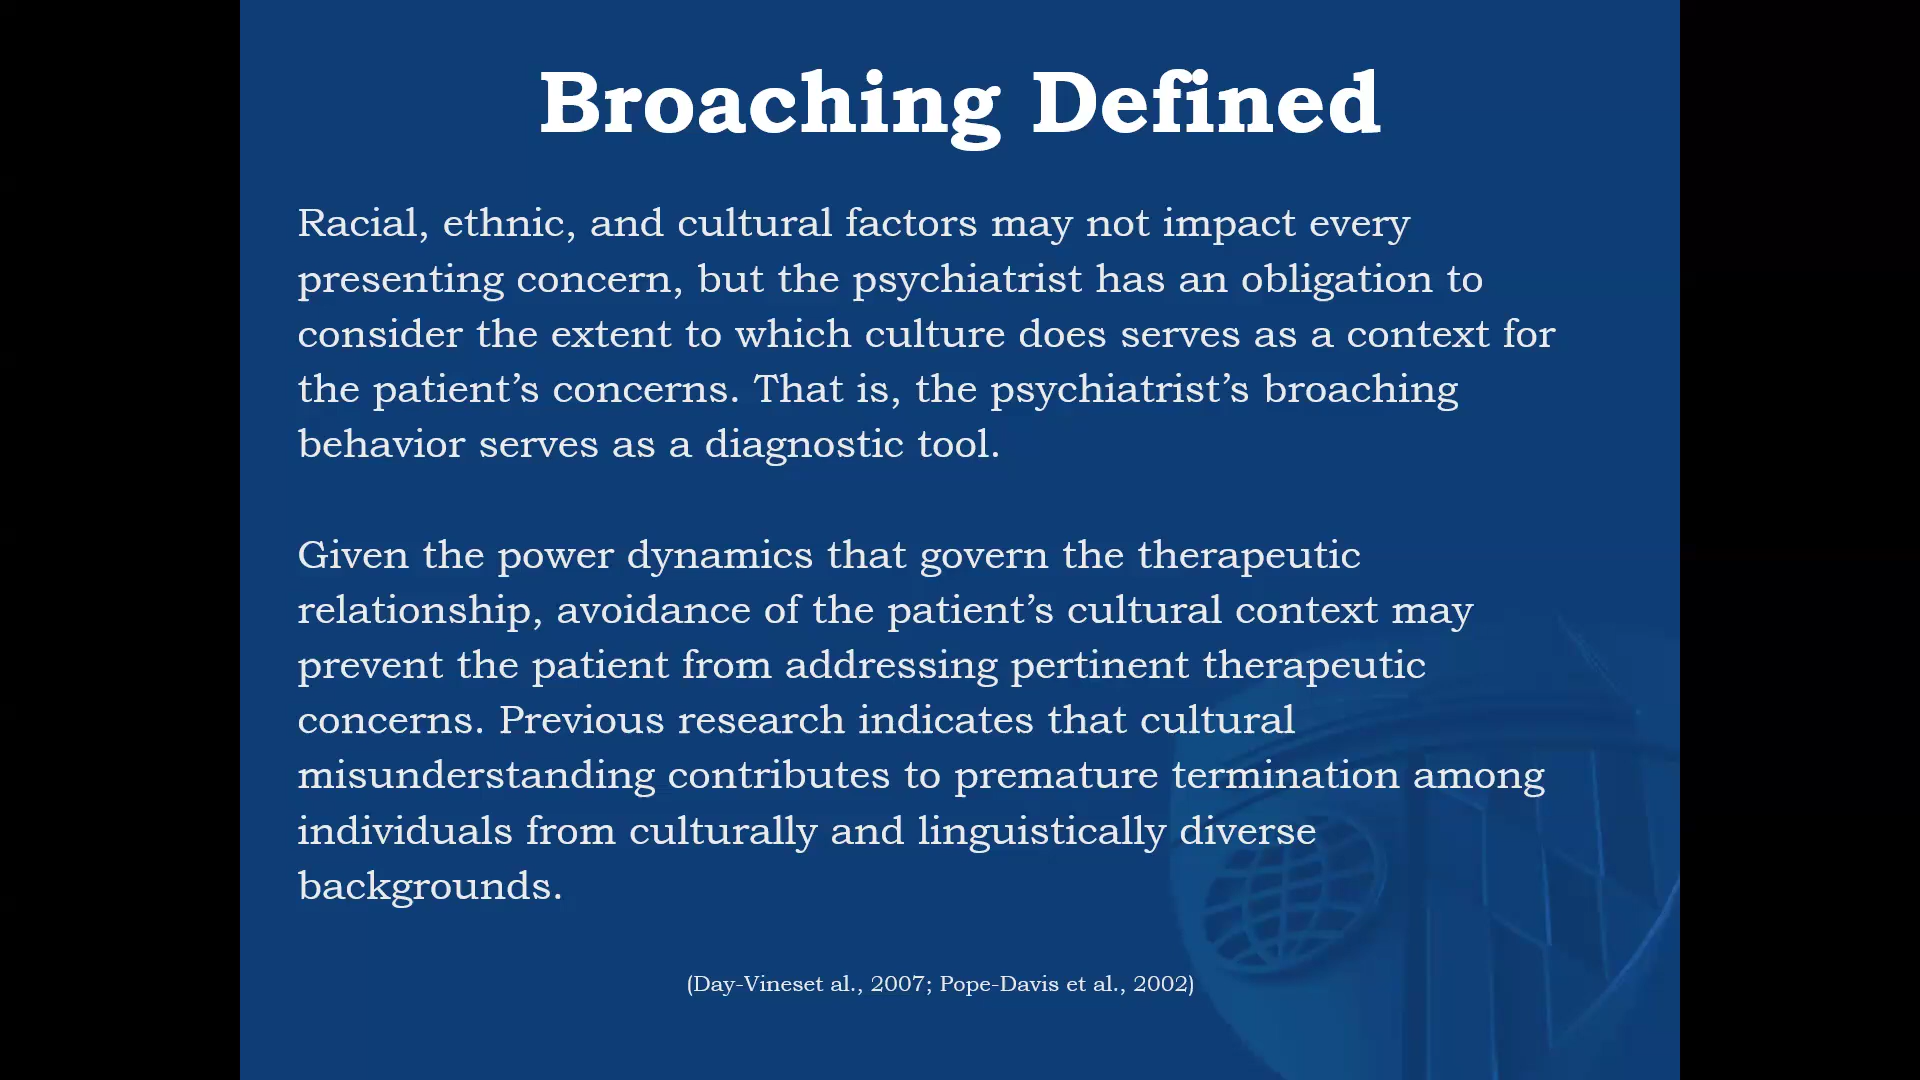 Broaching Defined
Racial, ethnic, and cultural factors may not impact every
presenting concern, but the psychiatrist has an obligation to
consider the extent to which culture does serves as a context for
the patient’s concerns. That is, the psychiatrist’s broaching
behavior serves as a diagnostic tool.
Given the power dynamics that govern the therapeutic
relationship, avoidance of the patient’s cultural context may
prevent the patient from addressing pertinent therapeutic
concerns. Previous research indicates that cultural
misunderstanding contributes to premature termination among
individuals from culturally and linguistically diverse
backgrounds.
(Day-Vineset al., 2007; Pope-Davis et al., 2002)